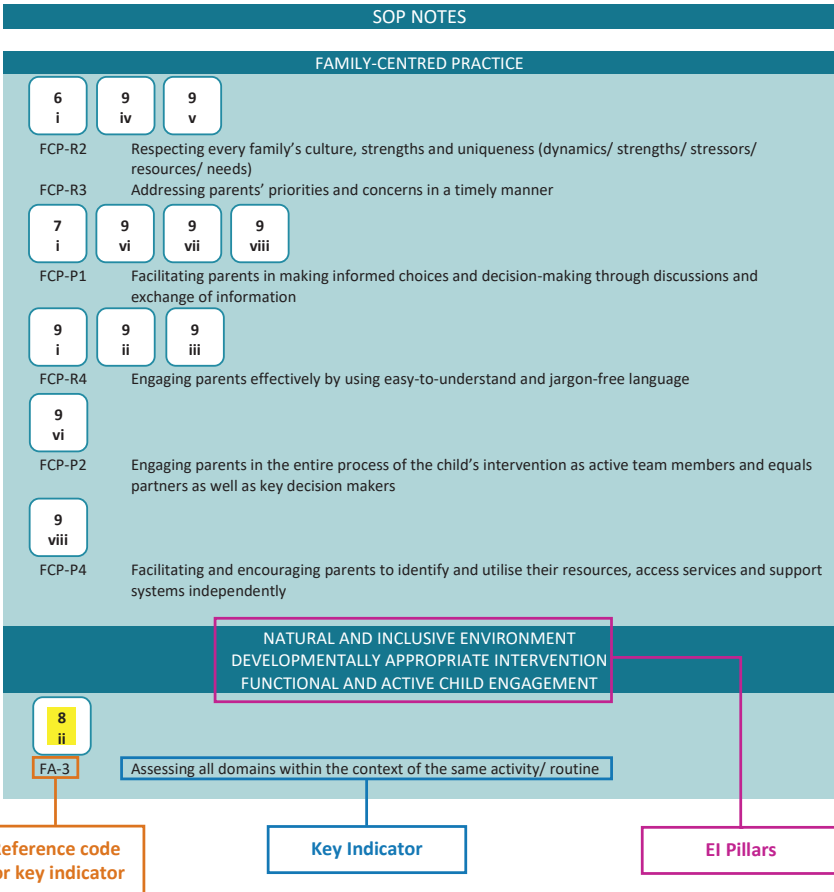 SOP NOTES
FAMILY-CENTRED PRACTICE
6 9 9
i iv v
FCP-R2 Respecting every family's culture, strengths and uniqueness (dynamics/ strengths/ stressors/
resources/ needs)
FCP-R3 Addressing parents' priorities and concerns in a timely manner
7 9 9 9
i vi vii viii
FCP-P1 Facilitating parents in making informed choices and decision-making through discussions and
exchange of information
9 9 9
i ii iii
FCP-R4 Engaging parents effectively by using easy-to-understand and jargon-free language
9
vi
FCP-P2 Engaging parents in the entire process of the child's intervention as active team members and equals
partners as well as key decision makers
9
viii
FCP-P4 Facilitating and encouraging parents to identify and utilise their resources, access services and support
systems independently
NATURAL AND INCLUSIVE ENVIRONMENT
DEVELOPMENTALLY APPROPRIATE INTERVENTION
FUNCTIONAL AND ACTIVE CHILD ENGAGEMENT
8
ii
FA-3 Assessing all domains within the context of the same activity/ routine
eference code Key Indicator EI Pillars
or key indicator